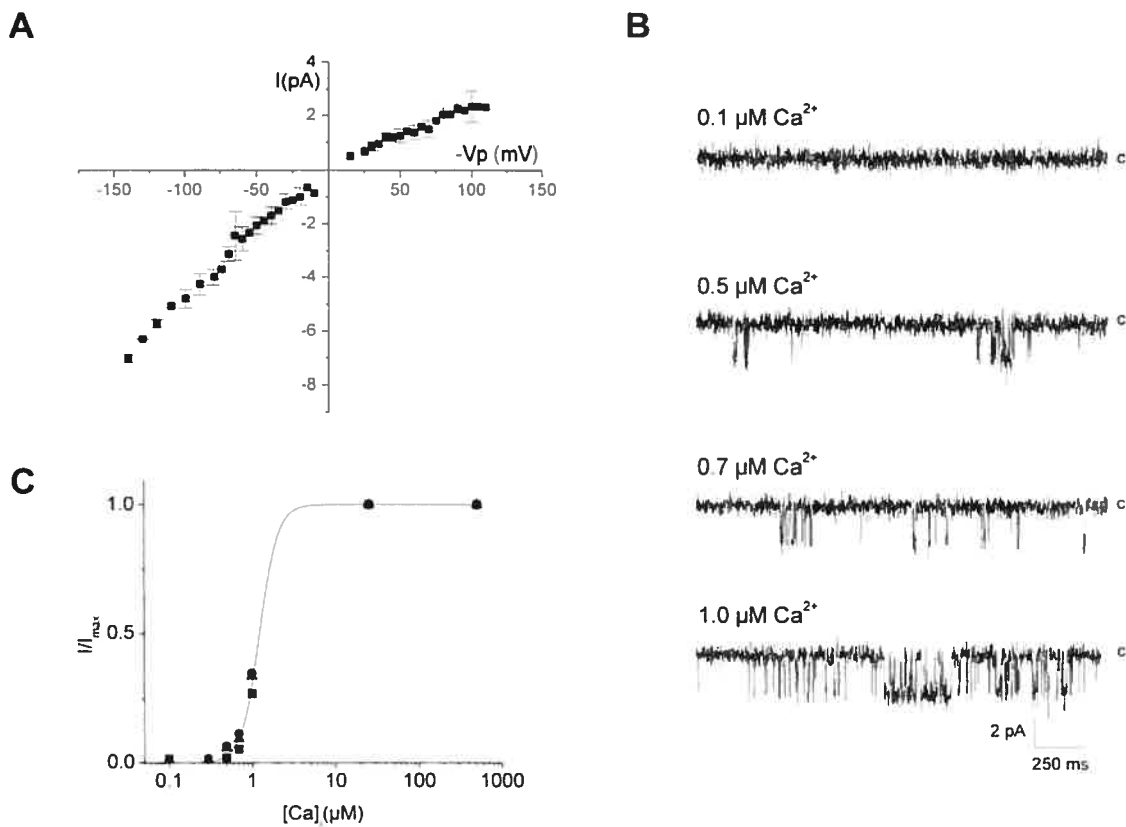 A
I(pA)
4
2
-2
-4
-6
-8
-Vp (mV)
-150 -100 -50 50 100 150
B
0.1 µM Ca²⁺
c
0.5 µM Ca²⁺
c
0.7 µM Ca²⁺
c
1.0 µM Ca²⁺
c
2 pA
250 ms
C
I/Imax
1.0
0.5
0.0
0.1 1 10 100 1000
[Ca] (µM)